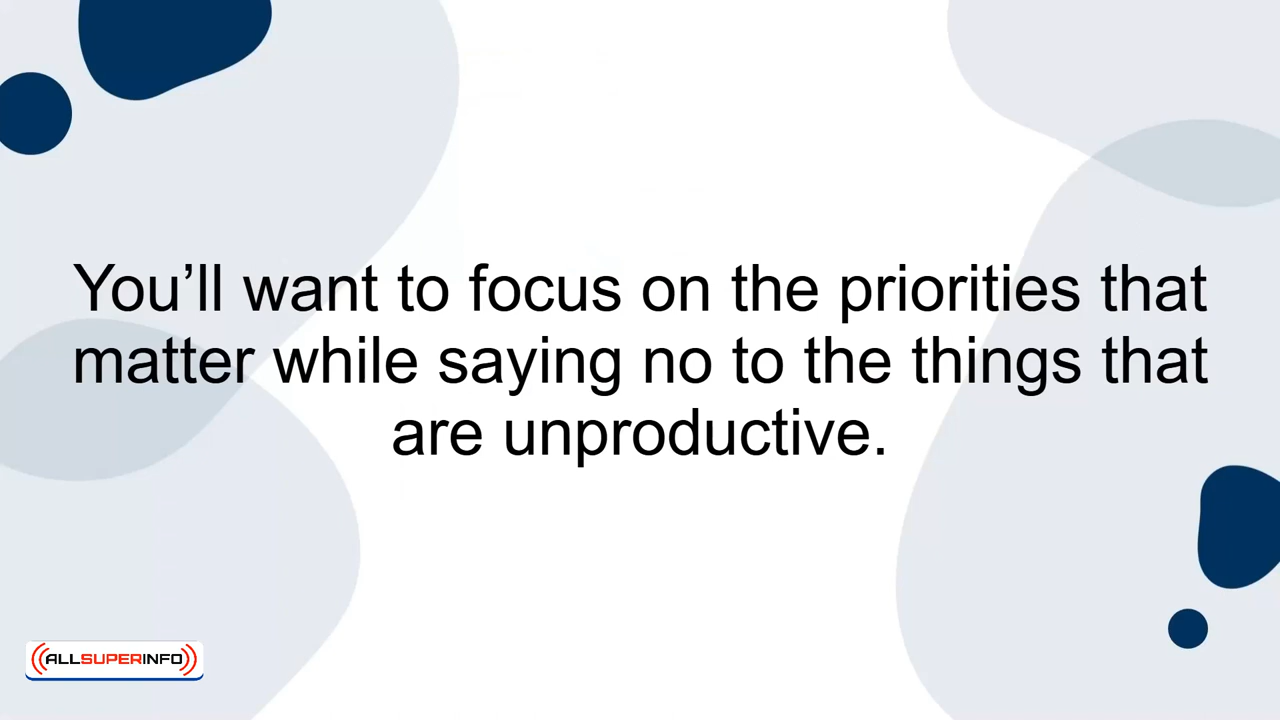 You’ll want to focus on the priorities that
matter while saying no to the things that
are unproductive.
ALLSUPERINFO